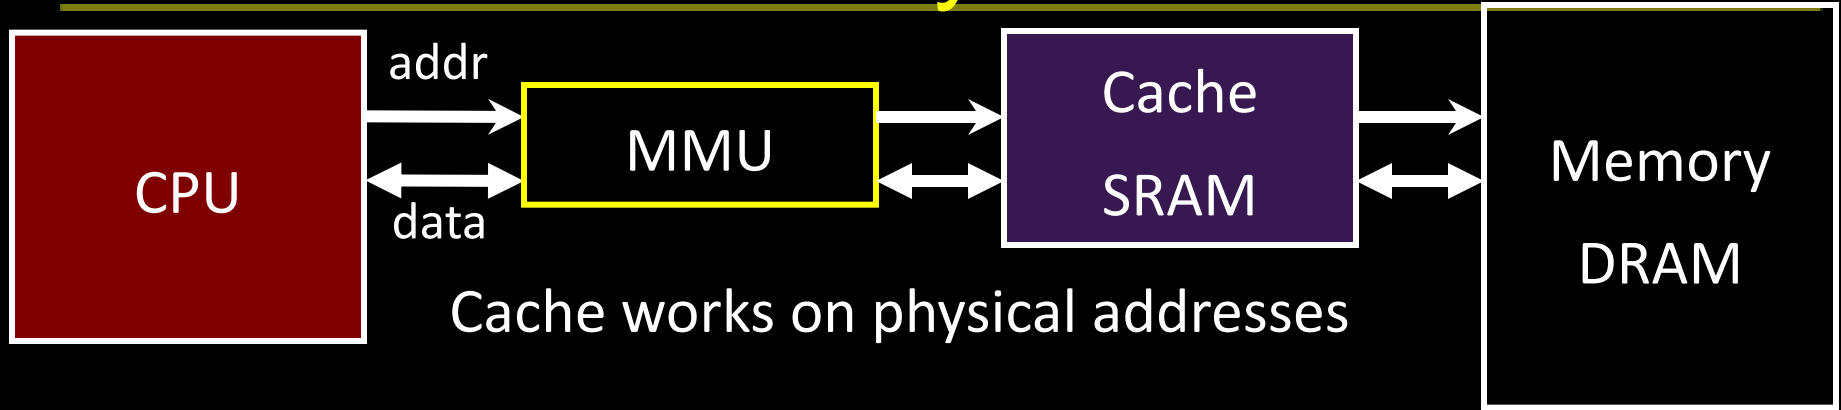 addr
CPU
data
MMU
Cache
SRAM
Memory
DRAM
Cache works on physical addresses